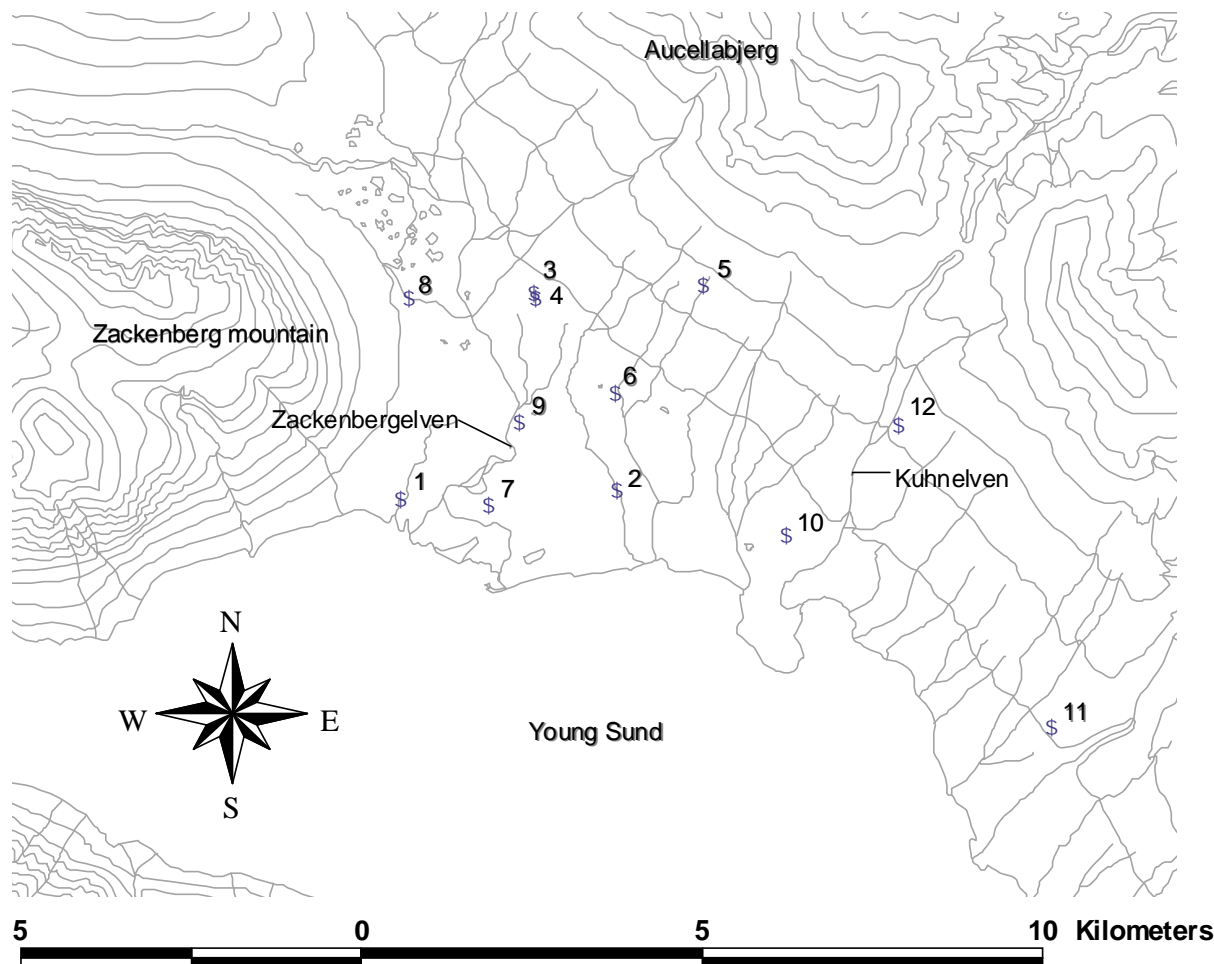 Aucellabjerg
3
5
8
4
Zackenberg mountain
6
9
12
Zackenbergelven
1
7
2
Kuhnelven
10
N
W
E
11
Young Sund
S
5 0 5 10 Kilometers